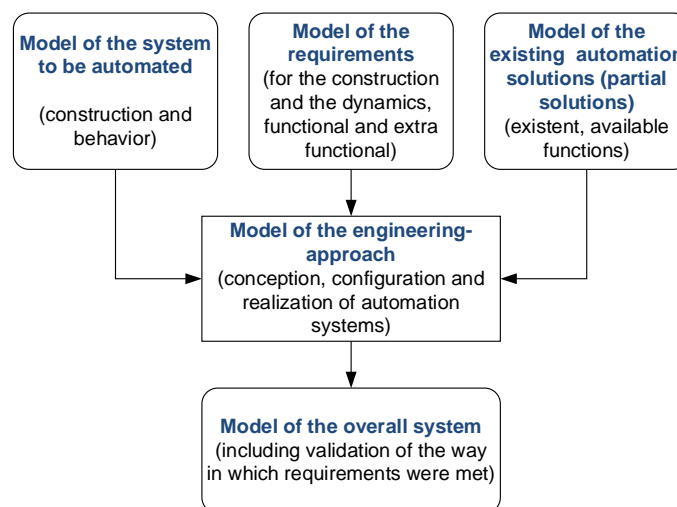 Model of the system
to be automated
(construction and
behavior)
Model of the
requirements
(for the construction
and the dynamics,
functional and extra
functional)
Model of the
existing automation
solutions (partial
solutions)
(existent, available
functions)
Model of the engineering-
approach
(conception, configuration and
realization of automation
systems)
Model of the overall system
(including validation of the way
in which requirements were met)